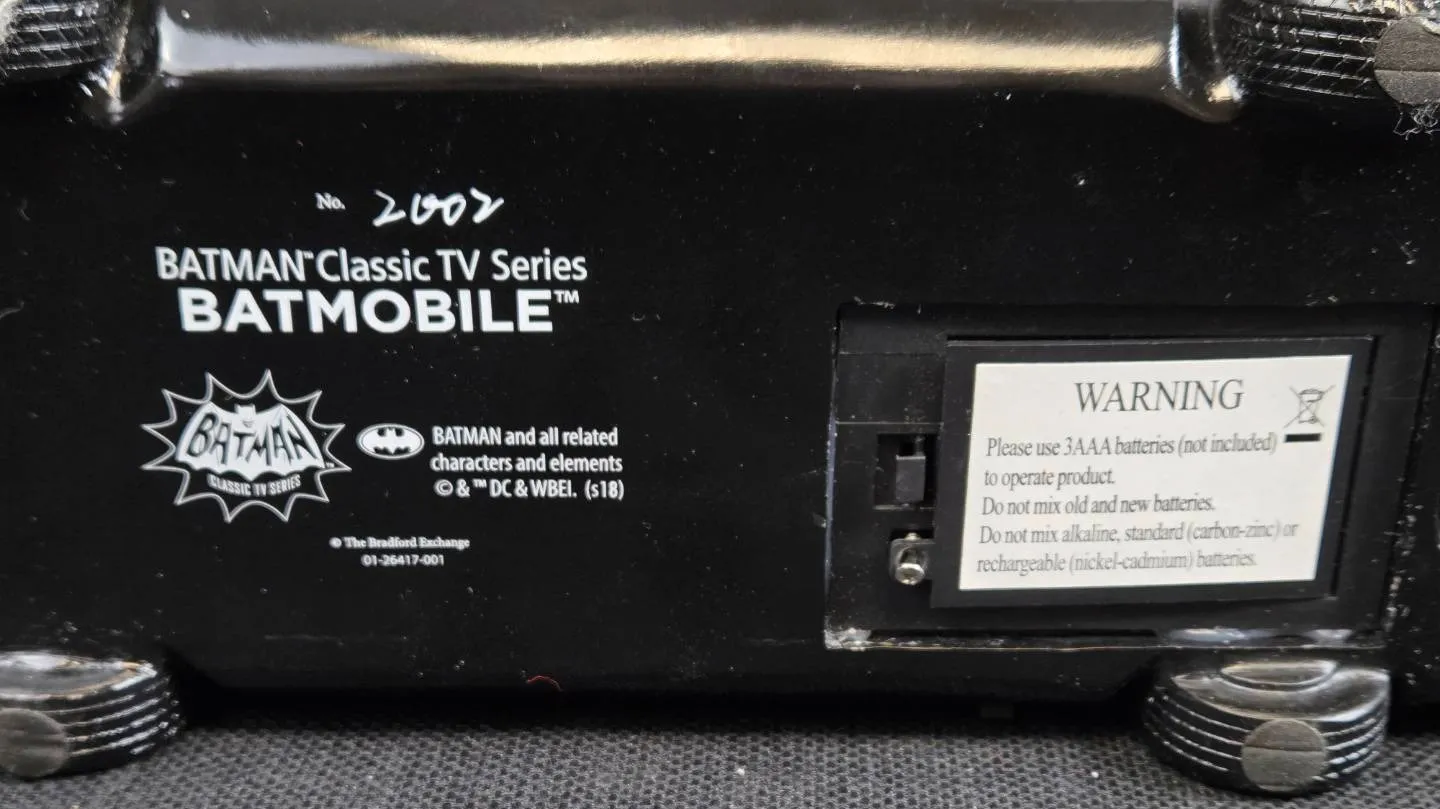 No. 2002
BATMAN™ Classic TV Series
BATMOBILE™
BATMAN™
CLASSIC TV SERIES
BATMAN and all related
characters and elements
© & ™ DC & WBEI. (s18)
© The Bradford Exchange
01-26417-001
WARNING
Please use 3AAA batteries (not included)
to operate product.
Do not mix old and new batteries.
Do not mix alkaline, standard (carbon-zinc) or
rechargeable (nickel-cadmium) batteries.